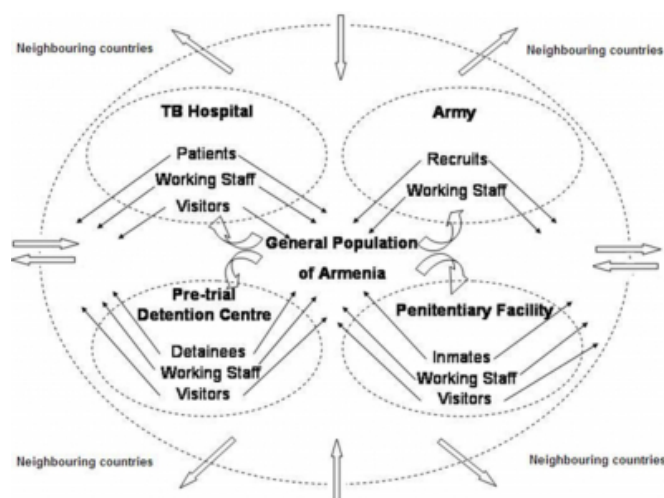 Neighbouring countries
Neighbouring countries
TB Hospital
Patients
Working Staff
Visitors
Army
Recruits
Working Staff
General Population
of Armenia
Pre-trial
Detention Centre
Detainees
Working Staff
Visitors
Penitentiary Facility
Inmates
Working Staff
Visitors
Neighbouring countries
Neighbouring countries